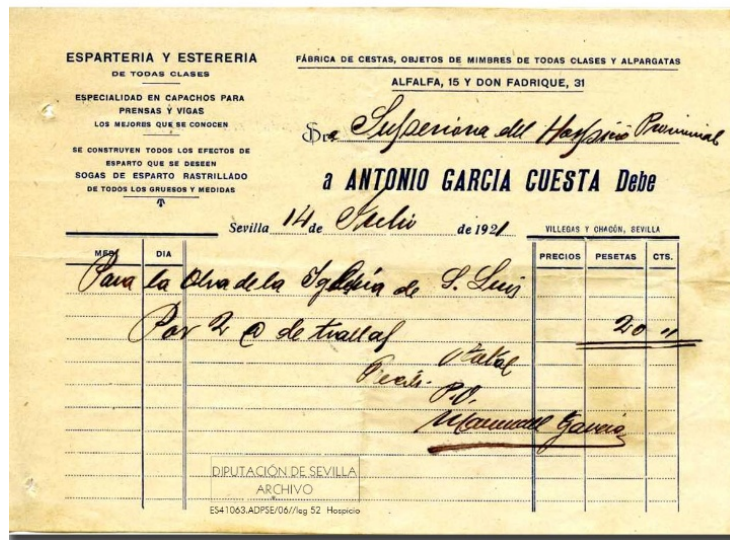 ESPARTERIA Y ESTERERIA
DE TODAS CLASES
ESPECIALIDAD EN CAPACHOS PARA
PRENSAS Y VIGAS
LOS MEJORES QUE SE CONOCEN
SE CONSTRUYEN TODOS LOS EFECTOS DE
ESPARTO QUE SE DESEEN
SOGAS DE ESPARTO RASTRILLADO
DE TODOS LOS GRUESOS Y MEDIDAS
FÁBRICA DE CESTAS, OBJETOS DE MIMBRES DE TODAS CLASES Y ALPARGATAS
ALFALFA, 15 Y DON FADRIQUE, 31
Sra Superiora del Hospicio Provincial
a ANTONIO GARCIA CUESTA Debe
Sevilla 14 de Julio de 1921
VILLEGAS Y CHACÓN, SEVILLA
MES DIA PRECIOS PESETAS CTS.
Para la Obra de la Iglesia de S. Luis
Por 2 @ de trallas 20 "
Total
Recibí
P.O.
Manuel Garcia
DIPUTACIÓN DE SEVILLA
ARCHIVO
ES41063.ADPSE/06//leg 52 Hospicio